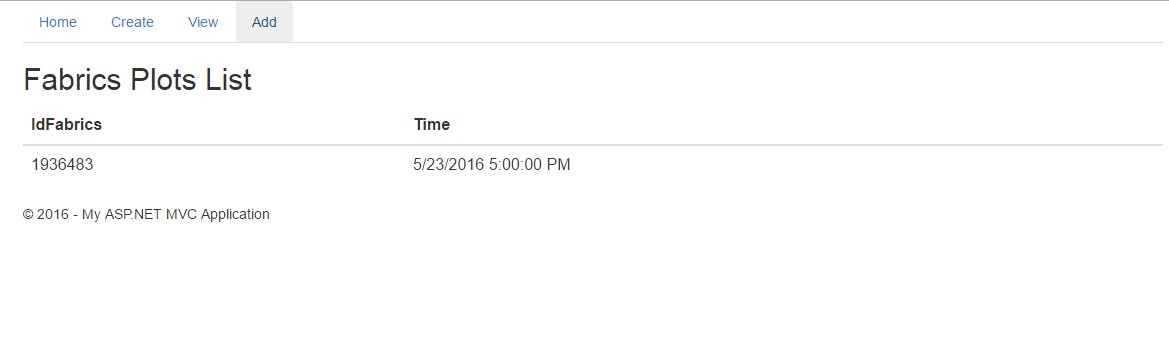 Home Create View Add
Fabrics Plots List
IdFabrics Time
1936483 5/23/2016 5:00:00 PM
© 2016 - My ASP.NET MVC Application